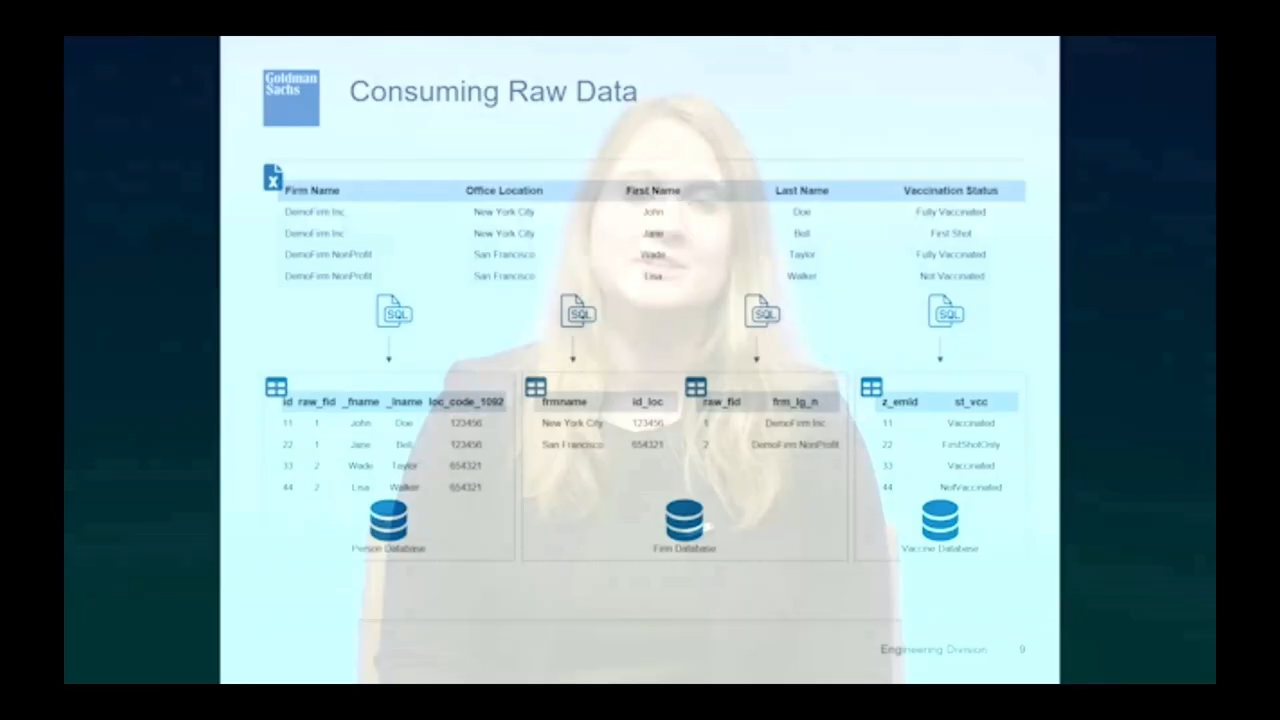 Goldman
Sachs
Consuming Raw Data
X
Firm Name Office Location First Name Last Name Vaccination Status
DemoFirm Inc New York City John Doe Fully Vaccinated
DemoFirm Inc New York City Jane Bell First Shot
DemoFirm NonProfit San Francisco Wade Taylor Fully Vaccinated
DemoFirm NonProfit San Francisco Lisa Walker Not Vaccinated
SQL SQL SQL SQL
id raw_fid _fname _lname loc_code_1092 frmname id_loc raw_fid frm_lg_n z_emid st_vcc
11 1 John Doe 123456 New York City 123456 1 DemoFirm Inc 11 Vaccinated
22 1 Jane Bell 123456 San Francisco 654321 2 DemoFirm NonProfit 22 FirstShotOnly
33 2 Wade Taylor 654321 33 Vaccinated
44 2 Lisa Walker 654321 44 NotVaccinated
Person Database Firm Database Vaccine Database
Engineering Division 9